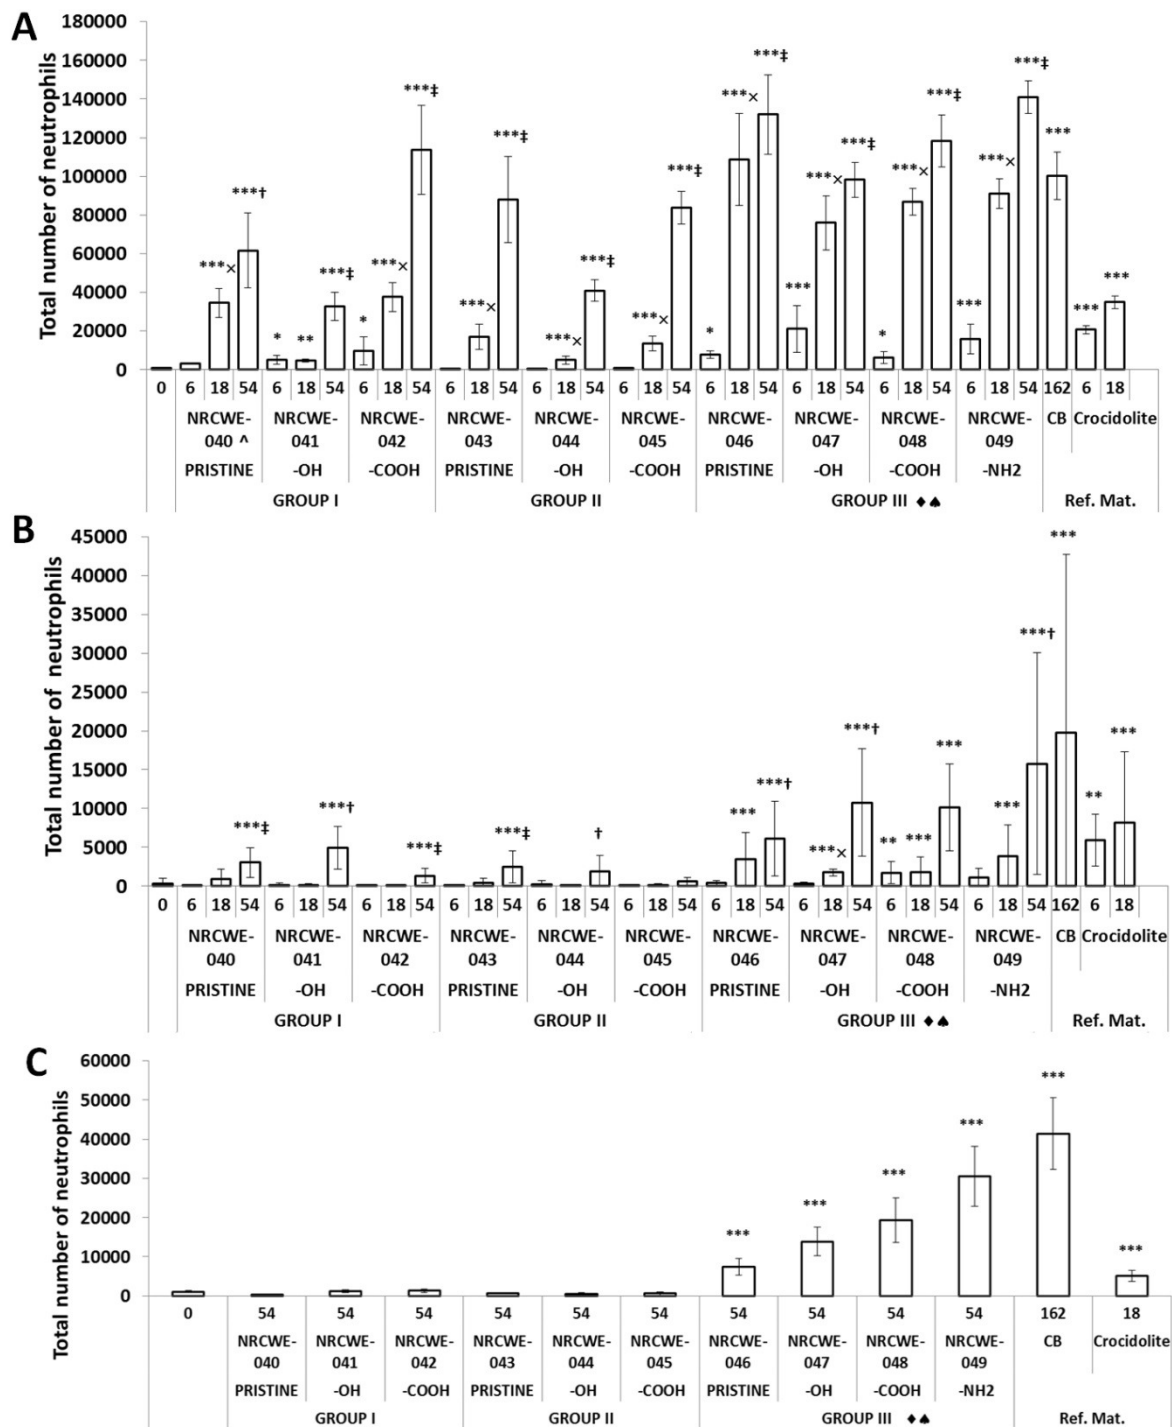 A
Total number of neutrophils
180000
160000
140000
120000
100000
80000
60000
40000
20000
0
***† ***‡ ***‡ ***‡ ***‡ ***‡ ***‡ ***‡ ***‡
***× * ** * ***× ***× ***× ***× * ***× *** ***× * ***× *** ***× *** *** ***
0 6 18 54 6 18 54 6 18 54 6 18 54 6 18 54 6 18 54 6 18 54 6 18 54 6 18 54 6 18 54 162 6 18
NRCWE- NRCWE- NRCWE- NRCWE- NRCWE- NRCWE- NRCWE- NRCWE- NRCWE- NRCWE- CB Crocidolite
040 ^ 041 042 043 044 045 046 047 048 049
PRISTINE -OH -COOH PRISTINE -OH -COOH PRISTINE -OH -COOH -NH2
GROUP I GROUP II GROUP III ♦♠ Ref. Mat.
B
Total number of neutrophils
45000
40000
35000
30000
25000
20000
15000
10000
5000
0
***‡ ***† ***‡ ***‡ † *** ***† ***× ***† ** *** *** *** ***† *** ** ***
0 6 18 54 6 18 54 6 18 54 6 18 54 6 18 54 6 18 54 6 18 54 6 18 54 6 18 54 6 18 54 162 6 18
NRCWE- NRCWE- NRCWE- NRCWE- NRCWE- NRCWE- NRCWE- NRCWE- NRCWE- NRCWE- CB Crocidolite
040 041 042 043 044 045 046 047 048 049
PRISTINE -OH -COOH PRISTINE -OH -COOH PRISTINE -OH -COOH -NH2
GROUP I GROUP II GROUP III ♦♠ Ref. Mat.
C
Total number of neutrophils
60000
50000
40000
30000
20000
10000
0
*** *** *** *** *** ***
0 54 54 54 54 54 54 54 54 54 54 162 18
NRCWE- NRCWE- NRCWE- NRCWE- NRCWE- NRCWE- NRCWE- NRCWE- NRCWE- NRCWE- CB Crocidolite
040 041 042 043 044 045 046 047 048 049
PRISTINE -OH -COOH PRISTINE -OH -COOH PRISTINE -OH -COOH -NH2
GROUP I GROUP II GROUP III ♦♠ Ref. Mat.